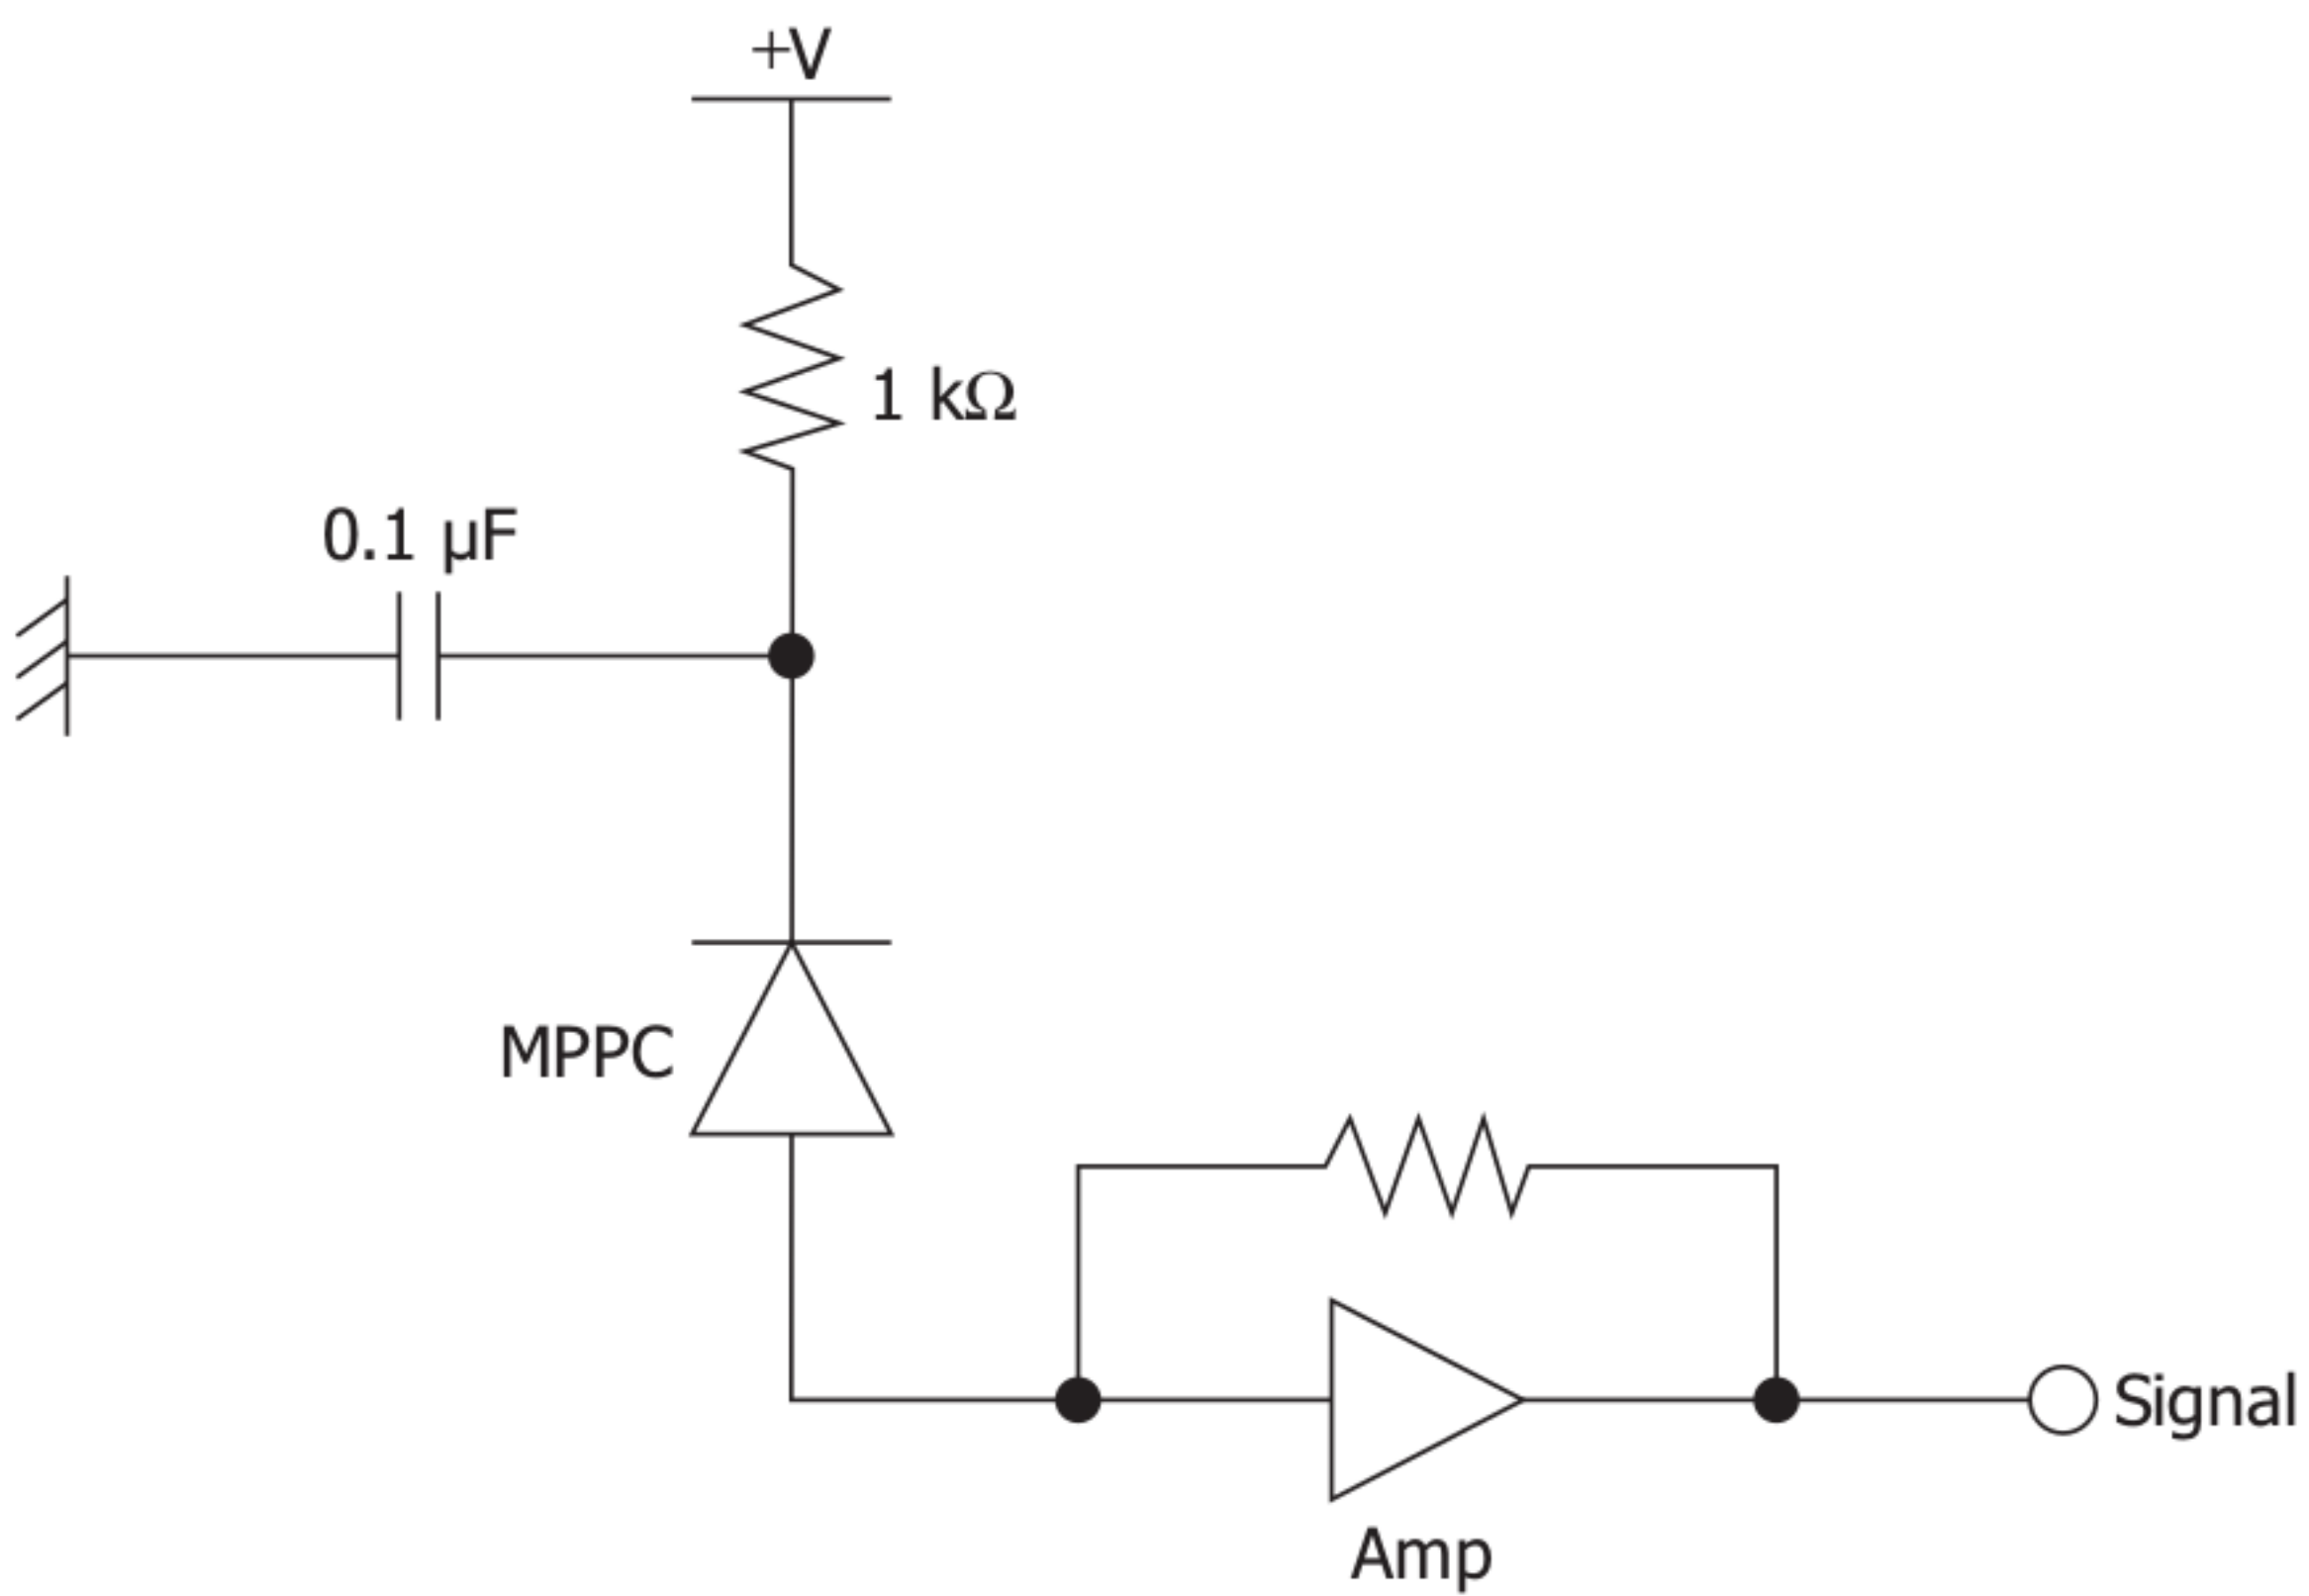 +V
1 kΩ
0.1 µF
MPPC
Signal
Amp